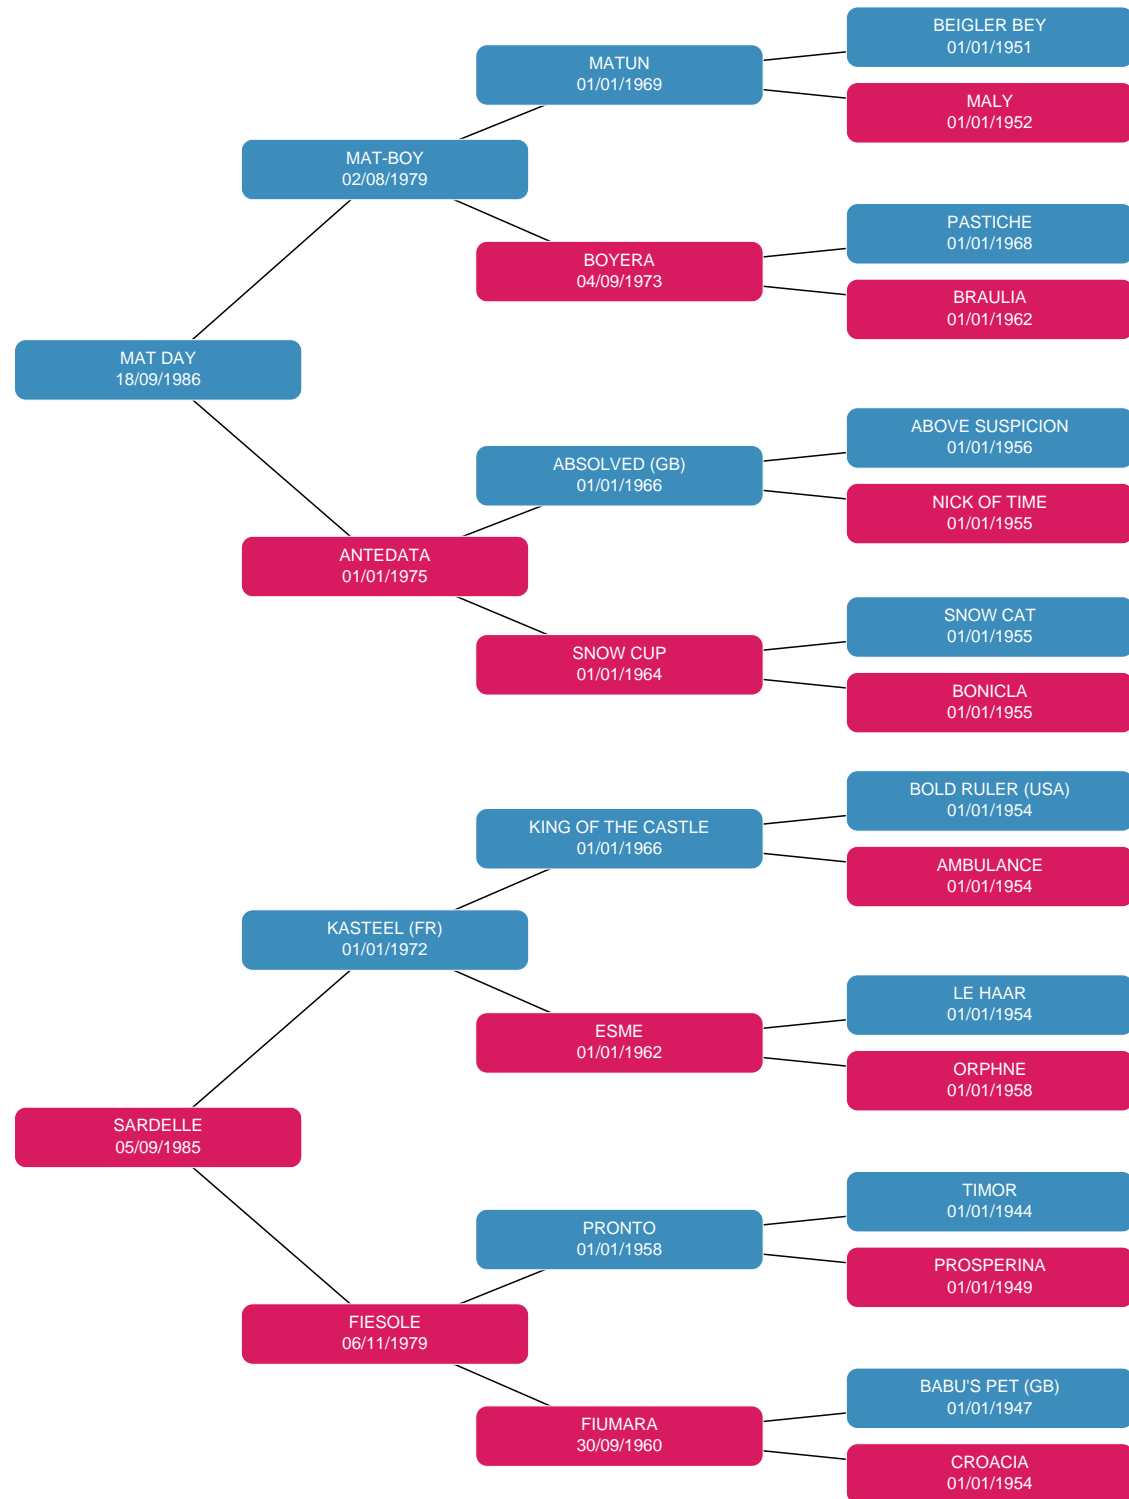 BEIGLER BEY
01/01/1951
MATUN
01/01/1969
MALY
01/01/1952
MAT-BOY
02/08/1979
PASTICHE
01/01/1968
BOYERA
04/09/1973
BRAULIA
01/01/1962
MAT DAY
18/09/1986
ABOVE SUSPICION
01/01/1956
ABSOLVED (GB)
01/01/1966
NICK OF TIME
01/01/1955
ANTEDATA
01/01/1975
SNOW CAT
01/01/1955
SNOW CUP
01/01/1964
BONICLA
01/01/1955
BOLD RULER (USA)
01/01/1954
KING OF THE CASTLE
01/01/1966
AMBULANCE
01/01/1954
KASTEEL (FR)
01/01/1972
LE HAAR
01/01/1954
ESME
01/01/1962
ORPHNE
01/01/1958
SARDELLE
05/09/1985
TIMOR
01/01/1944
PRONTO
01/01/1958
PROSPERINA
01/01/1949
FIESOLE
06/11/1979
BABU'S PET (GB)
01/01/1947
FIUMARA
30/09/1960
CROACIA
01/01/1954